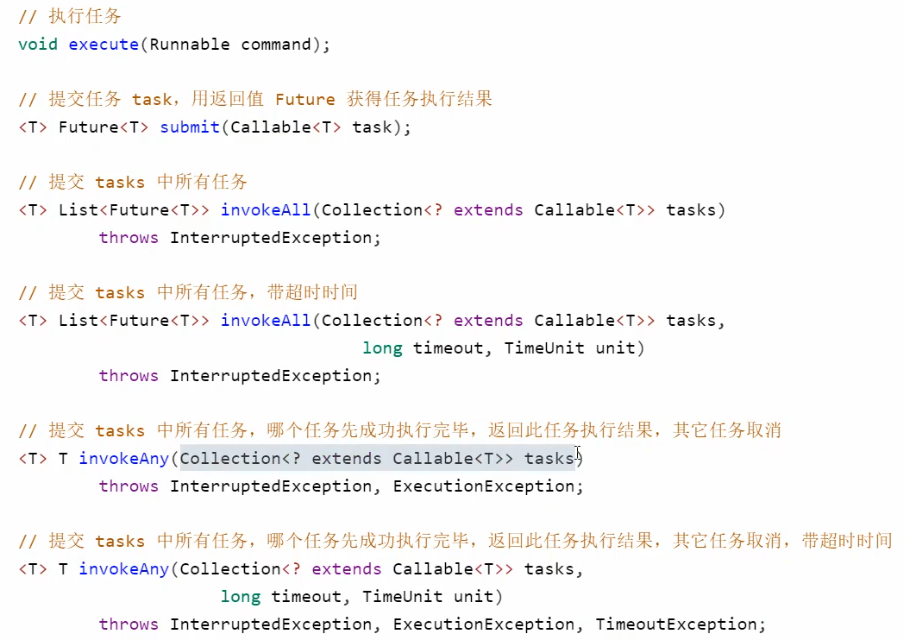 // 执行任务
void execute(Runnable command);
// 提交任务 task，用返回值 Future 获得任务执行结果
<T> Future<T> submit(Callable<T> task);
// 提交 tasks 中所有任务
<T> List<Future<T>> invokeAll(Collection<? extends Callable<T>> tasks)
throws InterruptedException;
// 提交 tasks 中所有任务，带超时时间
<T> List<Future<T>> invokeAll(Collection<? extends Callable<T>> tasks,
long timeout, TimeUnit unit)
throws InterruptedException;
// 提交 tasks 中所有任务，哪个任务先成功执行完毕，返回此任务执行结果，其它任务取消
<T> T invokeAny(Collection<? extends Callable<T>> tasks)
throws InterruptedException, ExecutionException;
// 提交 tasks 中所有任务，哪个任务先成功执行完毕，返回此任务执行结果，其它任务取消，带超时时间
<T> T invokeAny(Collection<? extends Callable<T>> tasks,
long timeout, TimeUnit unit)
throws InterruptedException, ExecutionException, TimeoutException;